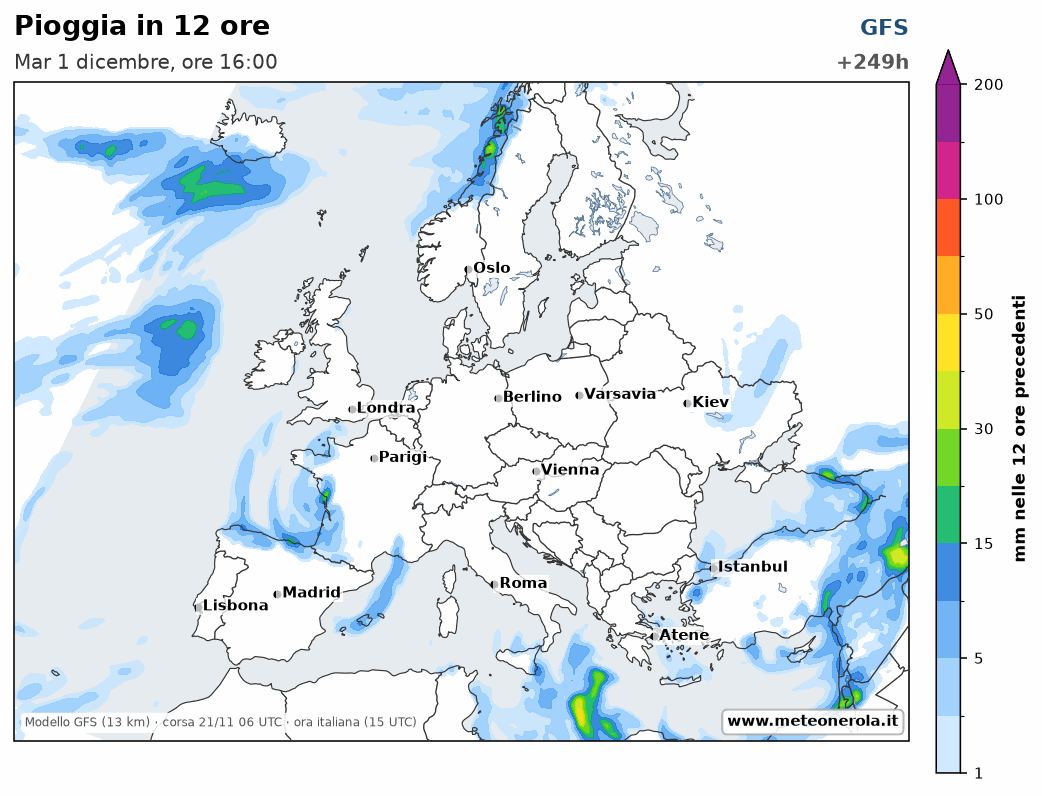 Pioggia in 12 ore
GFS
Mar 1 dicembre, ore 16:00
+249h
Oslo
Londra
Berlino
Varsavia
Kiev
Parigi
Vienna
Istanbul
Madrid
Lisbona
Roma
Atene
Modello GFS (13 km) · corsa 21/11 06 UTC · ora italiana (15 UTC)
www.meteonerola.it
200
100
50
30
15
5
1
mm nelle 12 ore precedenti